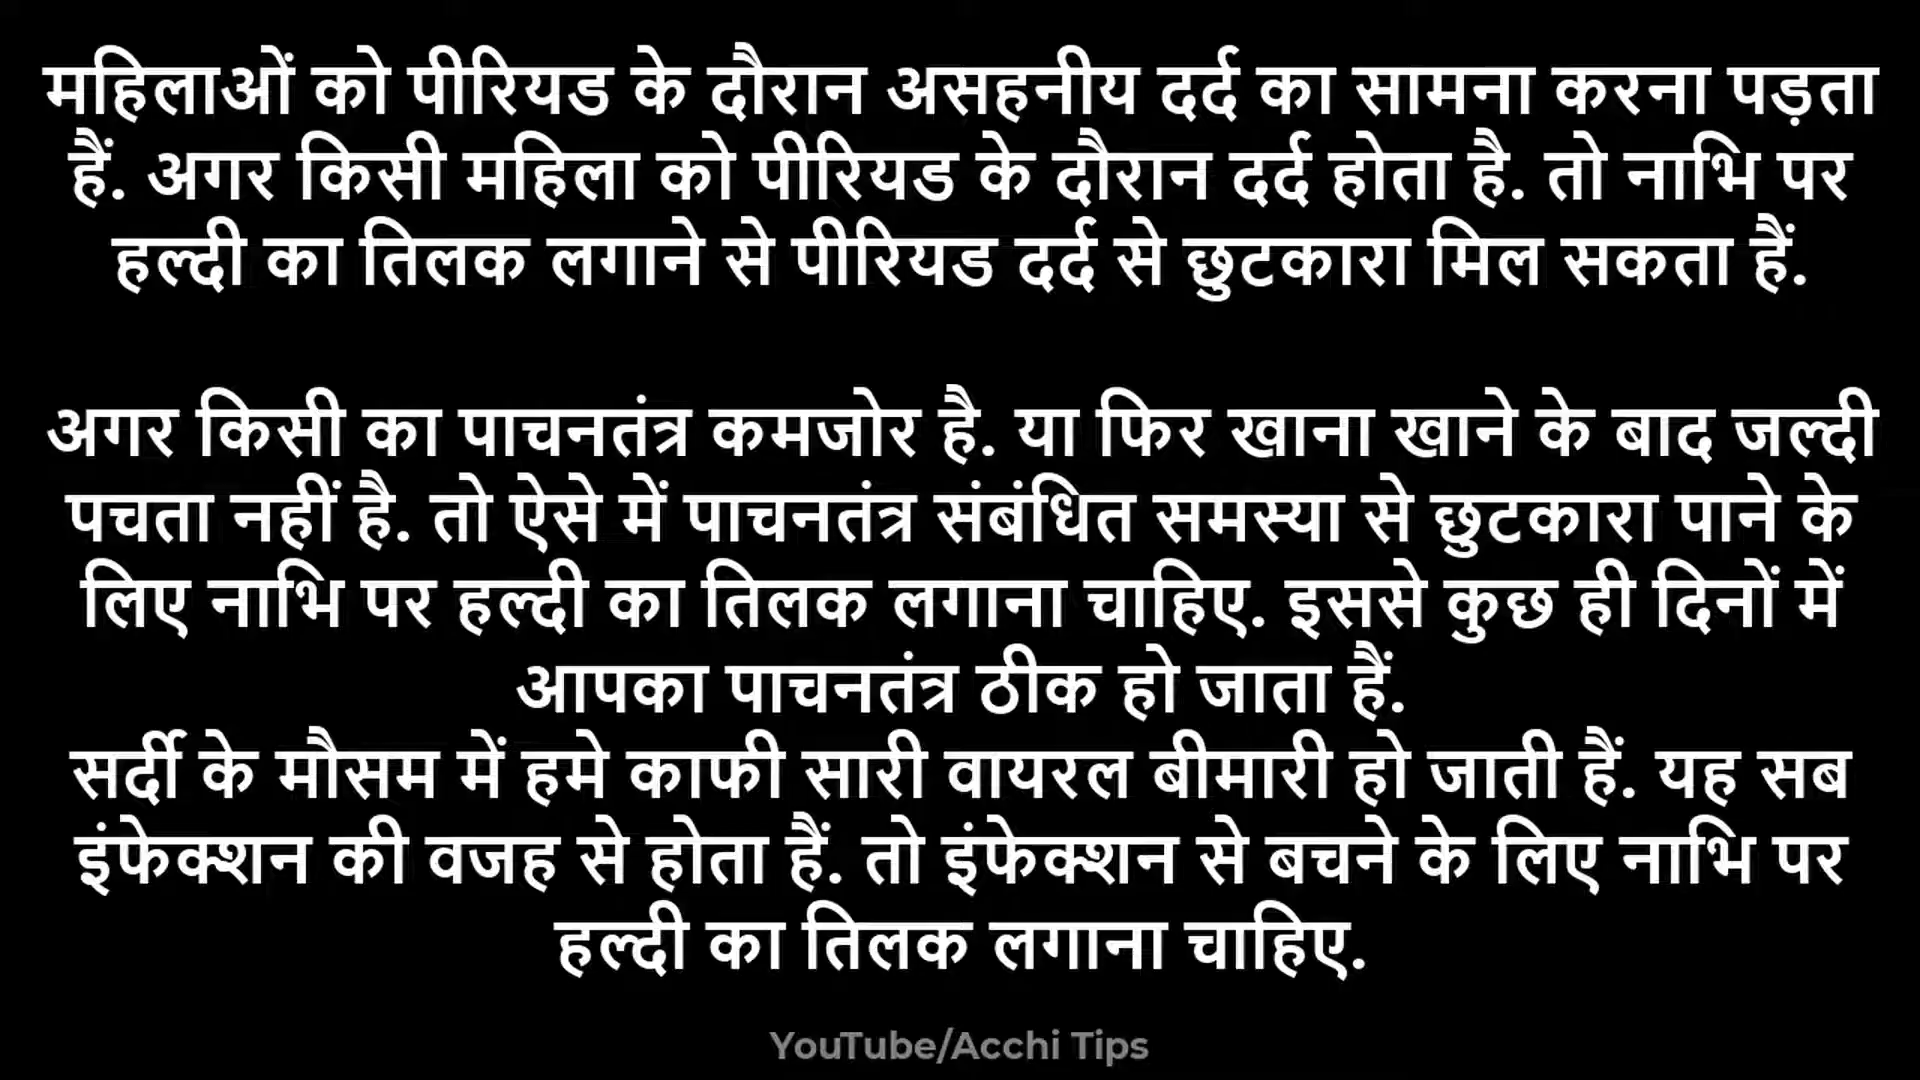 महिलाओं को पीरियड के दौरान असहनीय दर्द का सामना करना पड़ता
हैं. अगर किसी महिला को पीरियड के दौरान दर्द होता है. तो नाभि पर
हल्दी का तिलक लगाने से पीरियड दर्द से छुटकारा मिल सकता हैं.
अगर किसी का पाचनतंत्र कमजोर है. या फिर खाना खाने के बाद जल्दी
पचता नहीं है. तो ऐसे में पाचनतंत्र संबंधित समस्या से छुटकारा पाने के
लिए नाभि पर हल्दी का तिलक लगाना चाहिए. इससे कुछ ही दिनों में
आपका पाचनतंत्र ठीक हो जाता हैं.
सर्दी के मौसम में हमे काफी सारी वायरल बीमारी हो जाती हैं. यह सब
इंफेक्शन की वजह से होता हैं. तो इंफेक्शन से बचने के लिए नाभि पर
हल्दी का तिलक लगाना चाहिए.
YouTube/Acchi Tips